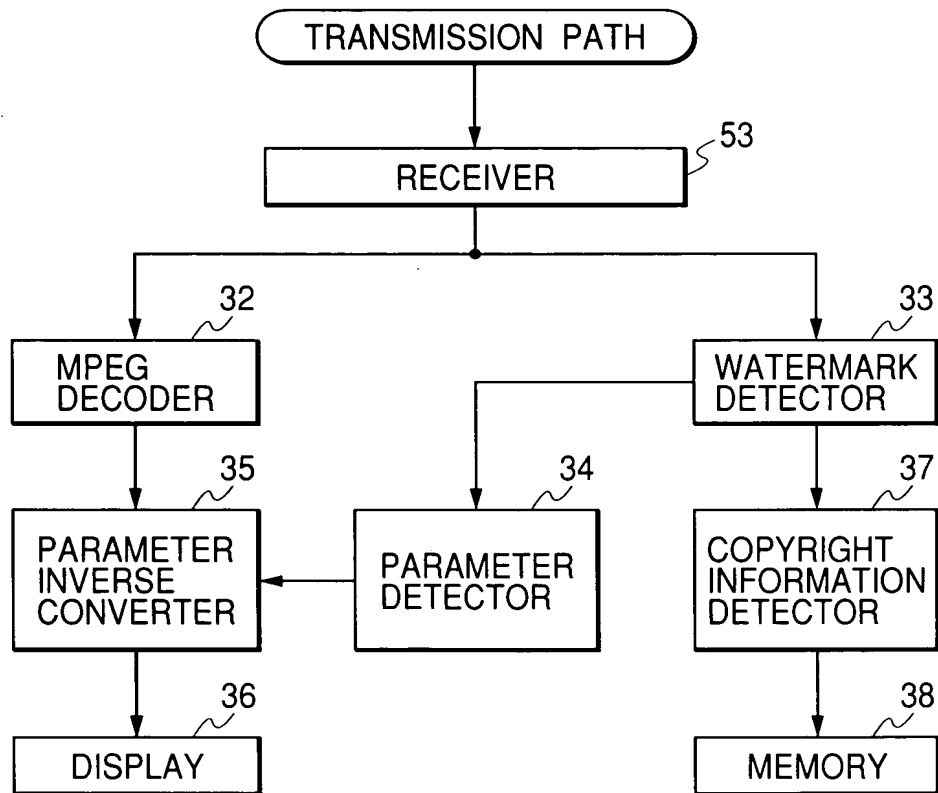 TRANSMISSION PATH
53
RECEIVER
32
33
MPEG
DECODER
WATERMARK
DETECTOR
35
34
37
PARAMETER
INVERSE
CONVERTER
PARAMETER
DETECTOR
COPYRIGHT
INFORMATION
DETECTOR
36
38
DISPLAY
MEMORY